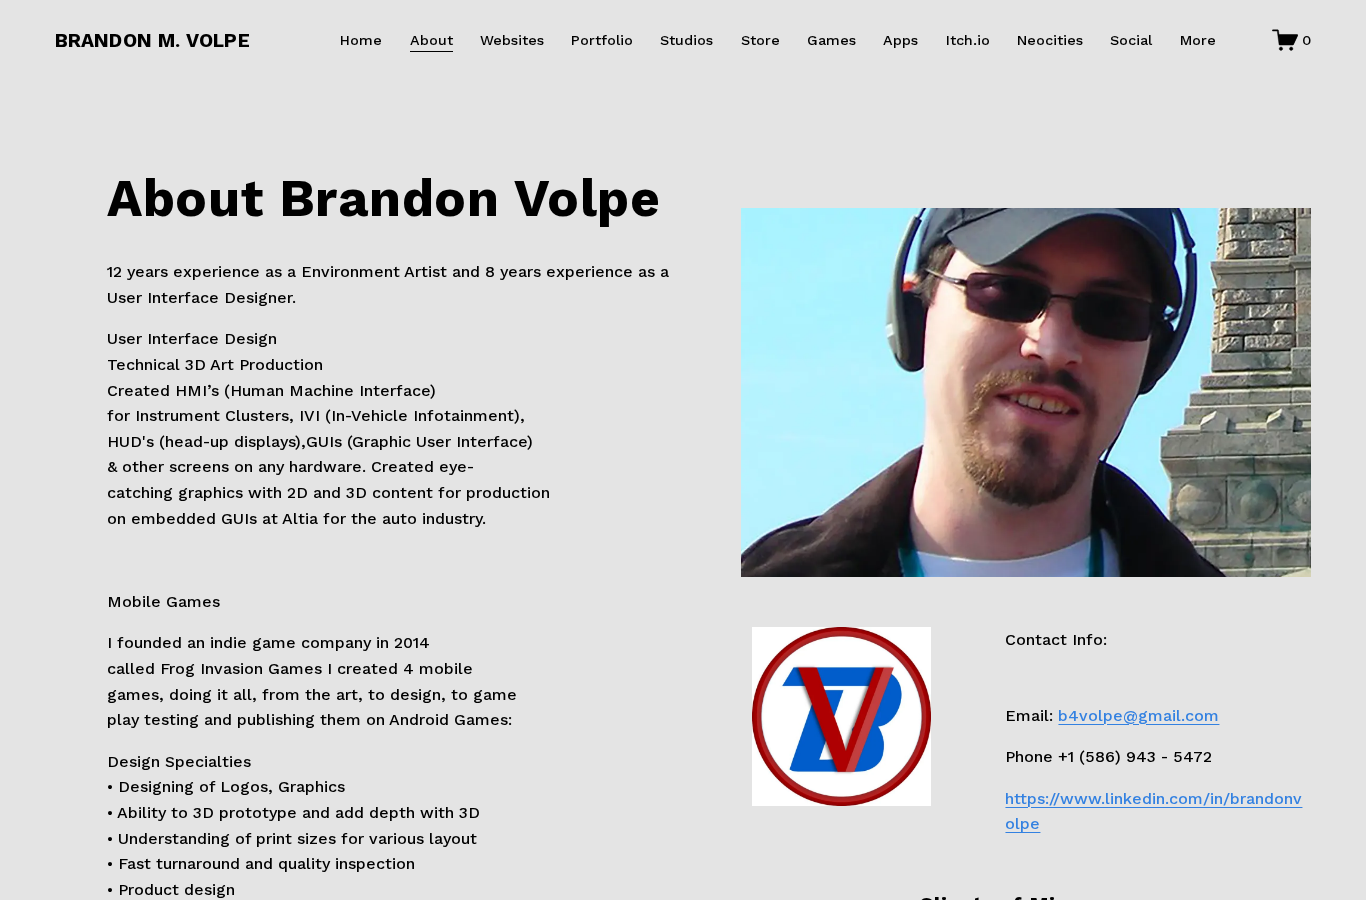 BRANDON M. VOLPE
Home About Websites Portfolio Studios Store Games Apps Itch.io Neocities Social More 0
About Brandon Volpe
12 years experience as a Environment Artist and 8 years experience as a
User Interface Designer.
User Interface Design
Technical 3D Art Production
Created HMI’s (Human Machine Interface)
for Instrument Clusters, IVI (In-Vehicle Infotainment),
HUD's (head-up displays),GUIs (Graphic User Interface)
& other screens on any hardware. Created eye-
catching graphics with 2D and 3D content for production
on embedded GUIs at Altia for the auto industry.
Mobile Games
I founded an indie game company in 2014
called Frog Invasion Games I created 4 mobile
games, doing it all, from the art, to design, to game
play testing and publishing them on Android Games:
Design Specialties
• Designing of Logos, Graphics
• Ability to 3D prototype and add depth with 3D
• Understanding of print sizes for various layout
• Fast turnaround and quality inspection
• Product design
BV
Contact Info:
Email: b4volpe@gmail.com
Phone +1 (586) 943 - 5472
https://www.linkedin.com/in/brandonv
olpe